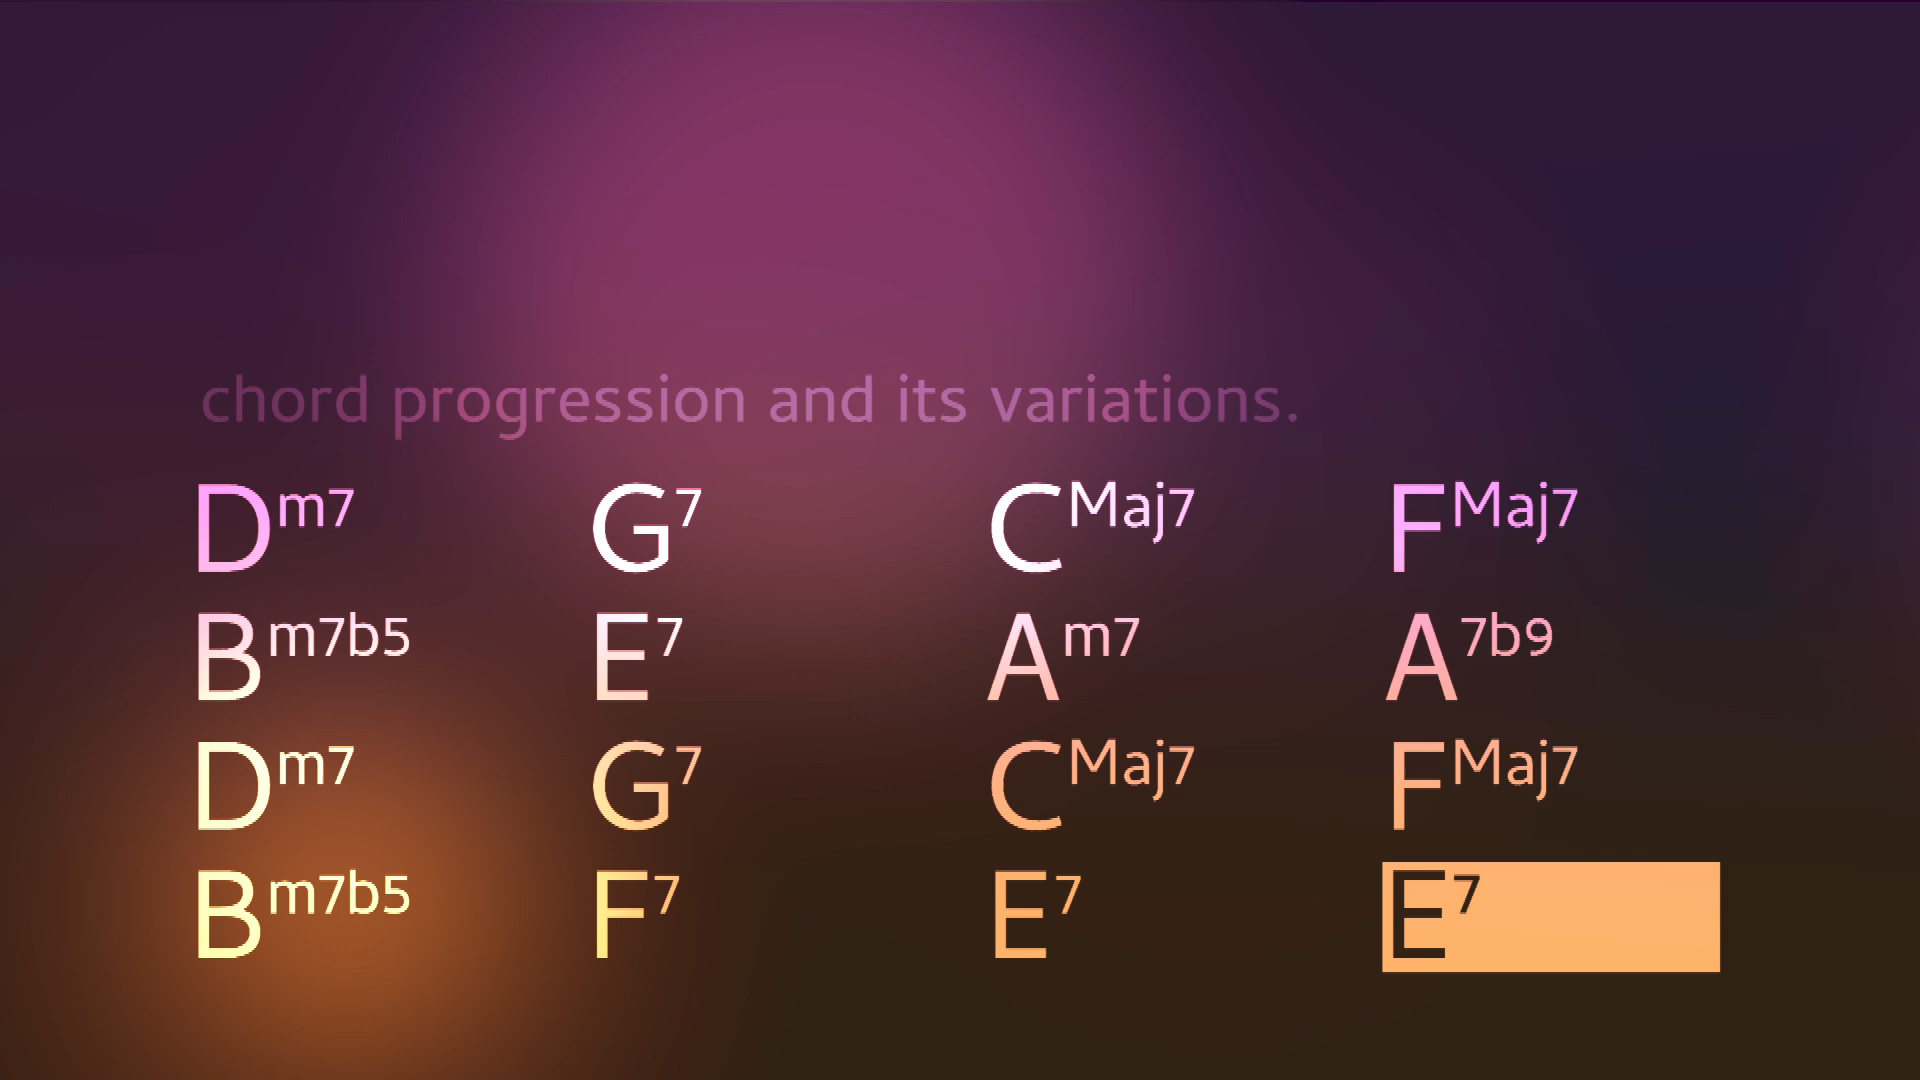 chord progression and its variations.
Dm7 G7 CMaj7 FMaj7
Bm7b5 E7 Am7 A7b9
Dm7 G7 CMaj7 FMaj7
Bm7b5 F7 E7 E7